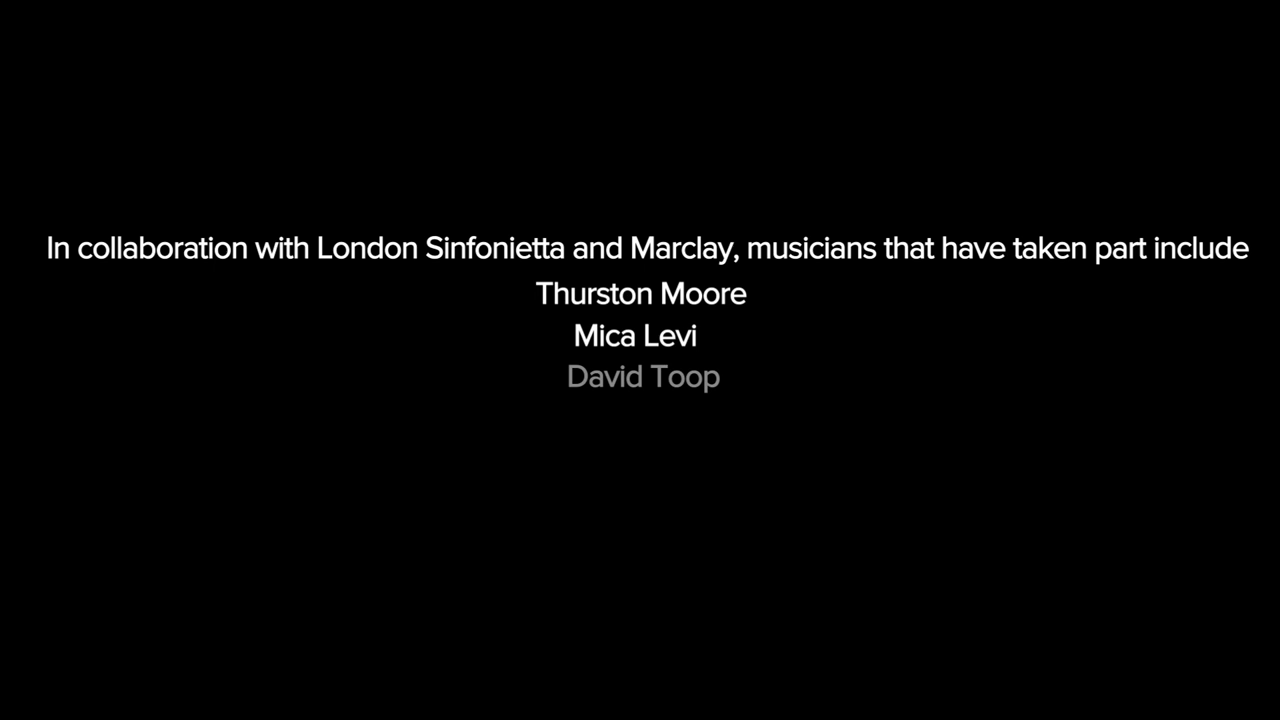 In collaboration with London Sinfonietta and Marclay, musicians that have taken part include
Thurston Moore
Mica Levi
David Toop